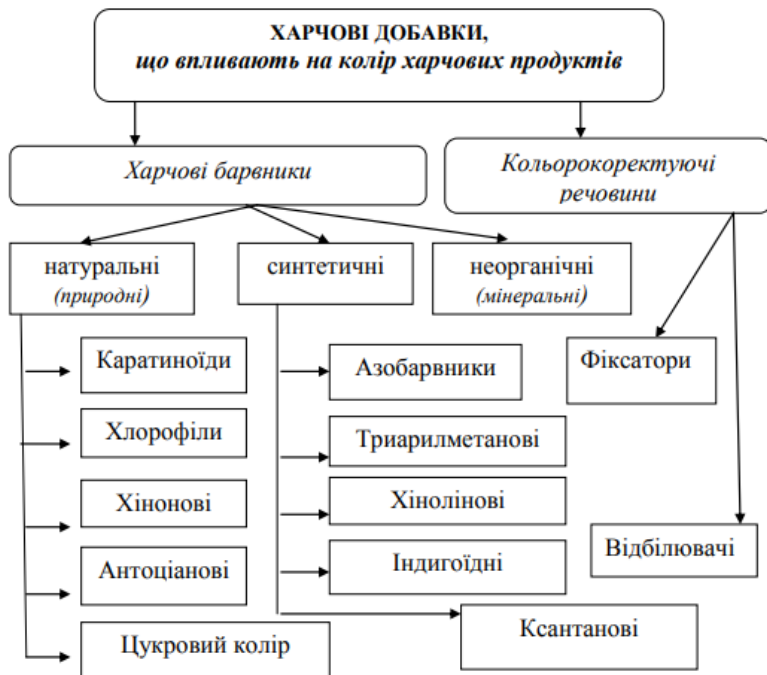 ХАРЧОВІ ДОБАВКИ,
що впливають на колір харчових продуктів
Харчові барвники
Кольорокоректуючі
речовини
натуральні
(природні)
синтетичні
неорганічні
(мінеральні)
Каратиноїди
Хлорофіли
Хінонові
Антоціанові
Цукровий колір
Азобарвники
Триарилметанові
Хінолінові
Індигоїдні
Ксантанові
Фіксатори
Відбілювачі